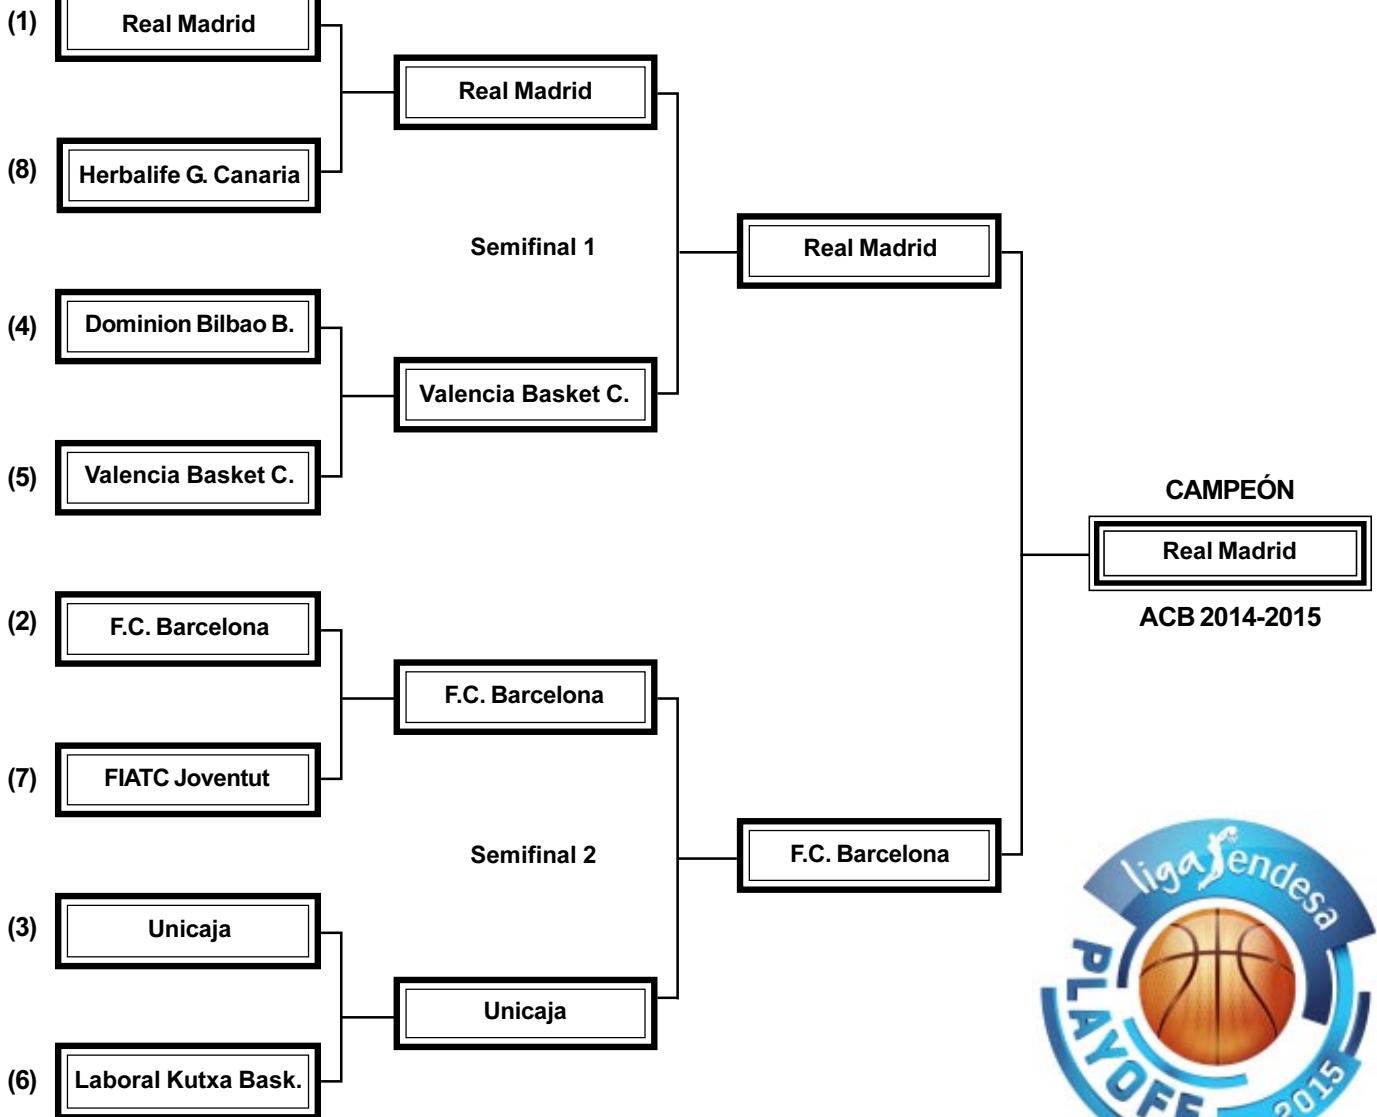 (1)
Real Madrid
Real Madrid
(8)
Herbalife G. Canaria
Semifinal 1
Real Madrid
(4)
Dominion Bilbao B.
Valencia Basket C.
(5)
Valencia Basket C.
CAMPEÓN
Real Madrid
ACB 2014-2015
(2)
F.C. Barcelona
F.C. Barcelona
(7)
FIATC Joventut
Semifinal 2
F.C. Barcelona
(3)
Unicaja
Unicaja
(6)
Laboral Kutxa Bask.
liga endesa
PLAYOFF
2015